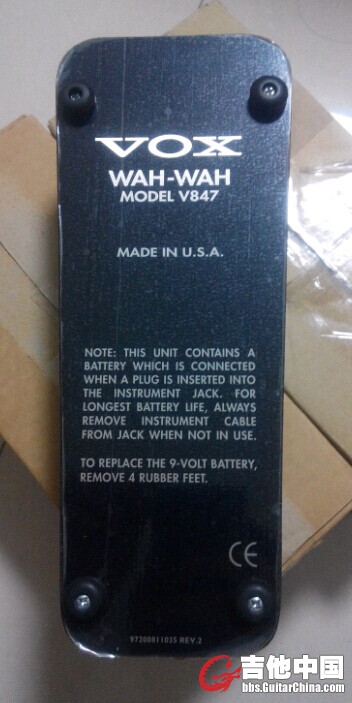 VOX
WAH-WAH
MODEL V847
MADE IN U.S.A.
NOTE: THIS UNIT CONTAINS A
BATTERY WHICH IS CONNECTED
WHEN A PLUG IS INSERTED INTO
THE INSTRUMENT JACK. FOR
LONGEST BATTERY LIFE, ALWAYS
REMOVE INSTRUMENT CABLE
FROM JACK WHEN NOT IN USE.
TO REPLACE THE 9-VOLT BATTERY,
REMOVE 4 RUBBER FEET.
CE
97200811035 REV.2
吉他中国
bbs.GuitarChina.com